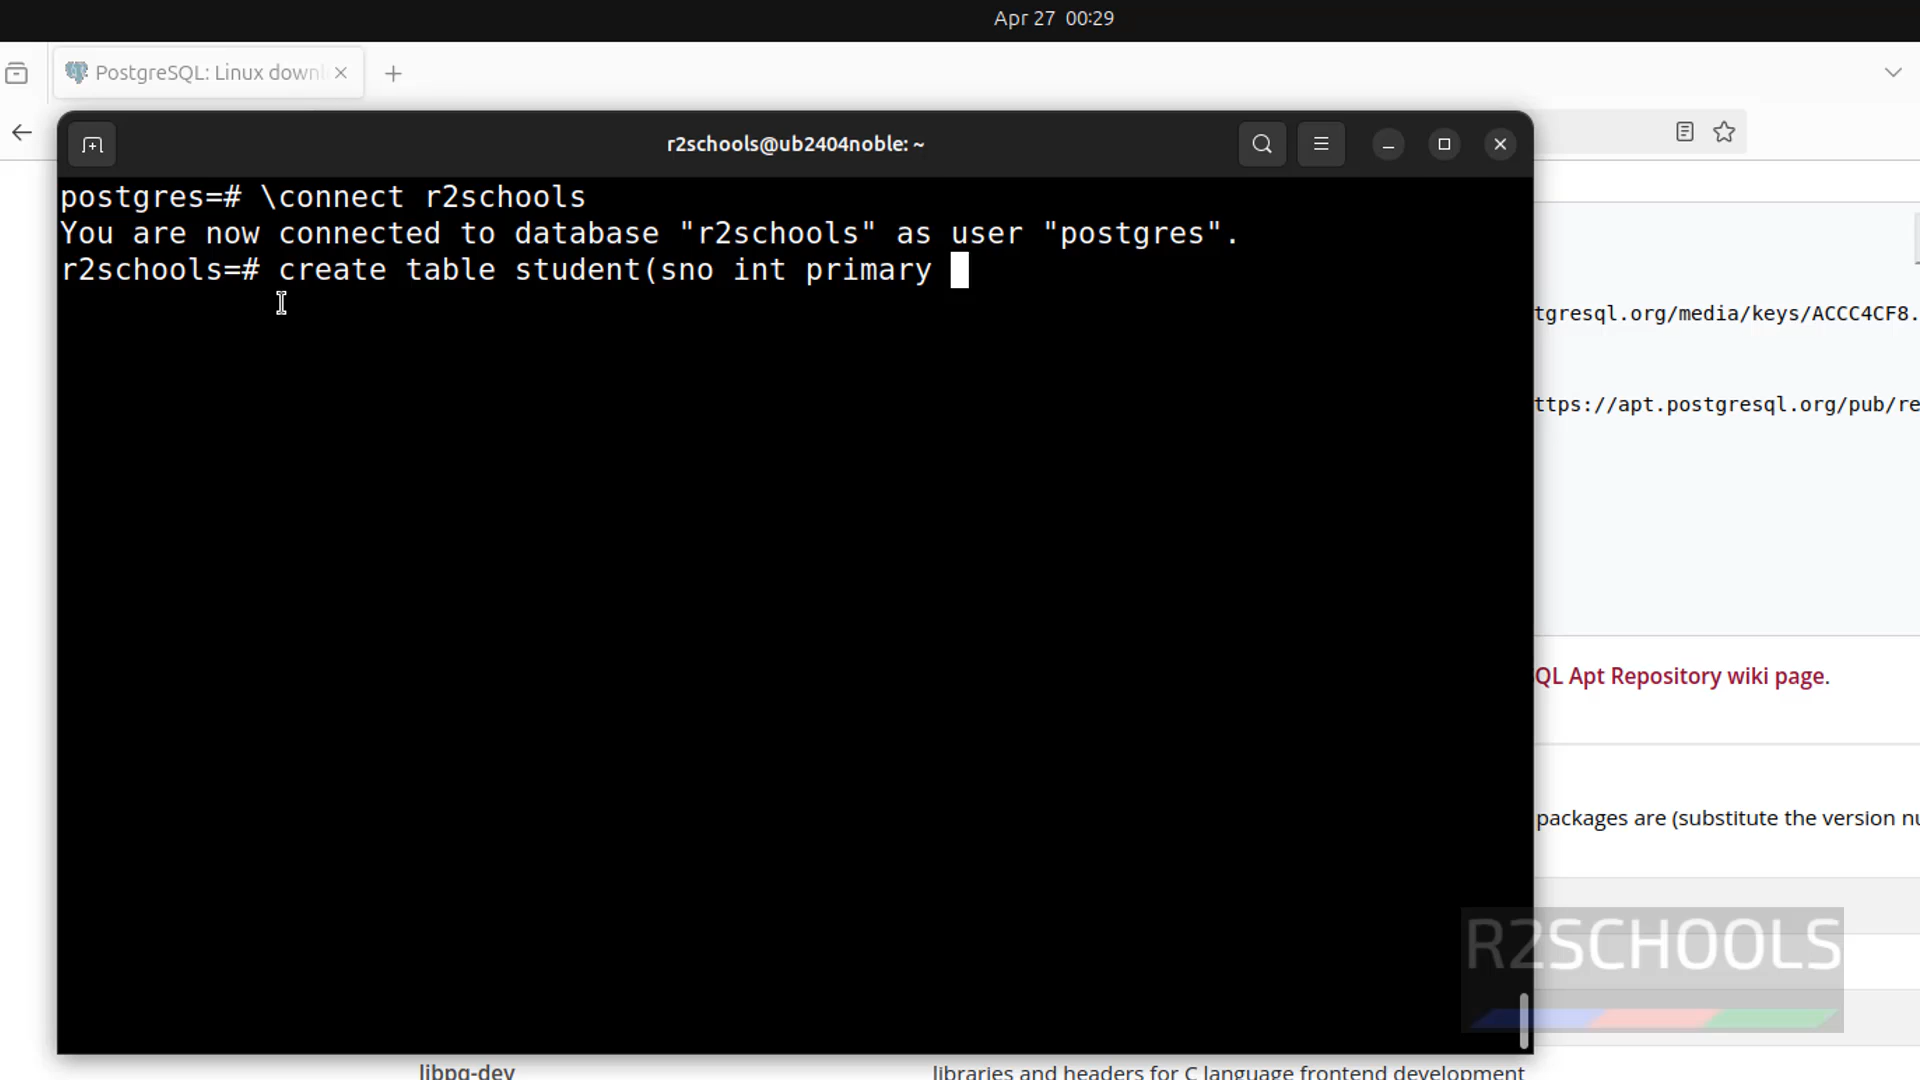 Apr 27 00:29
PostgreSQL: Linux downl
r2schools@ub2404noble: ~
postgres=# \connect r2schools
You are now connected to database "r2schools" as user "postgres".
r2schools=# create table student(sno int primary
tgresql.org/media/keys/ACCC4CF8.
ttps://apt.postgresql.org/pub/re
QL Apt Repository wiki page.
packages are (substitute the version nu
R2SCHOOLS
libpq-dev
libraries and headers for C language frontend development